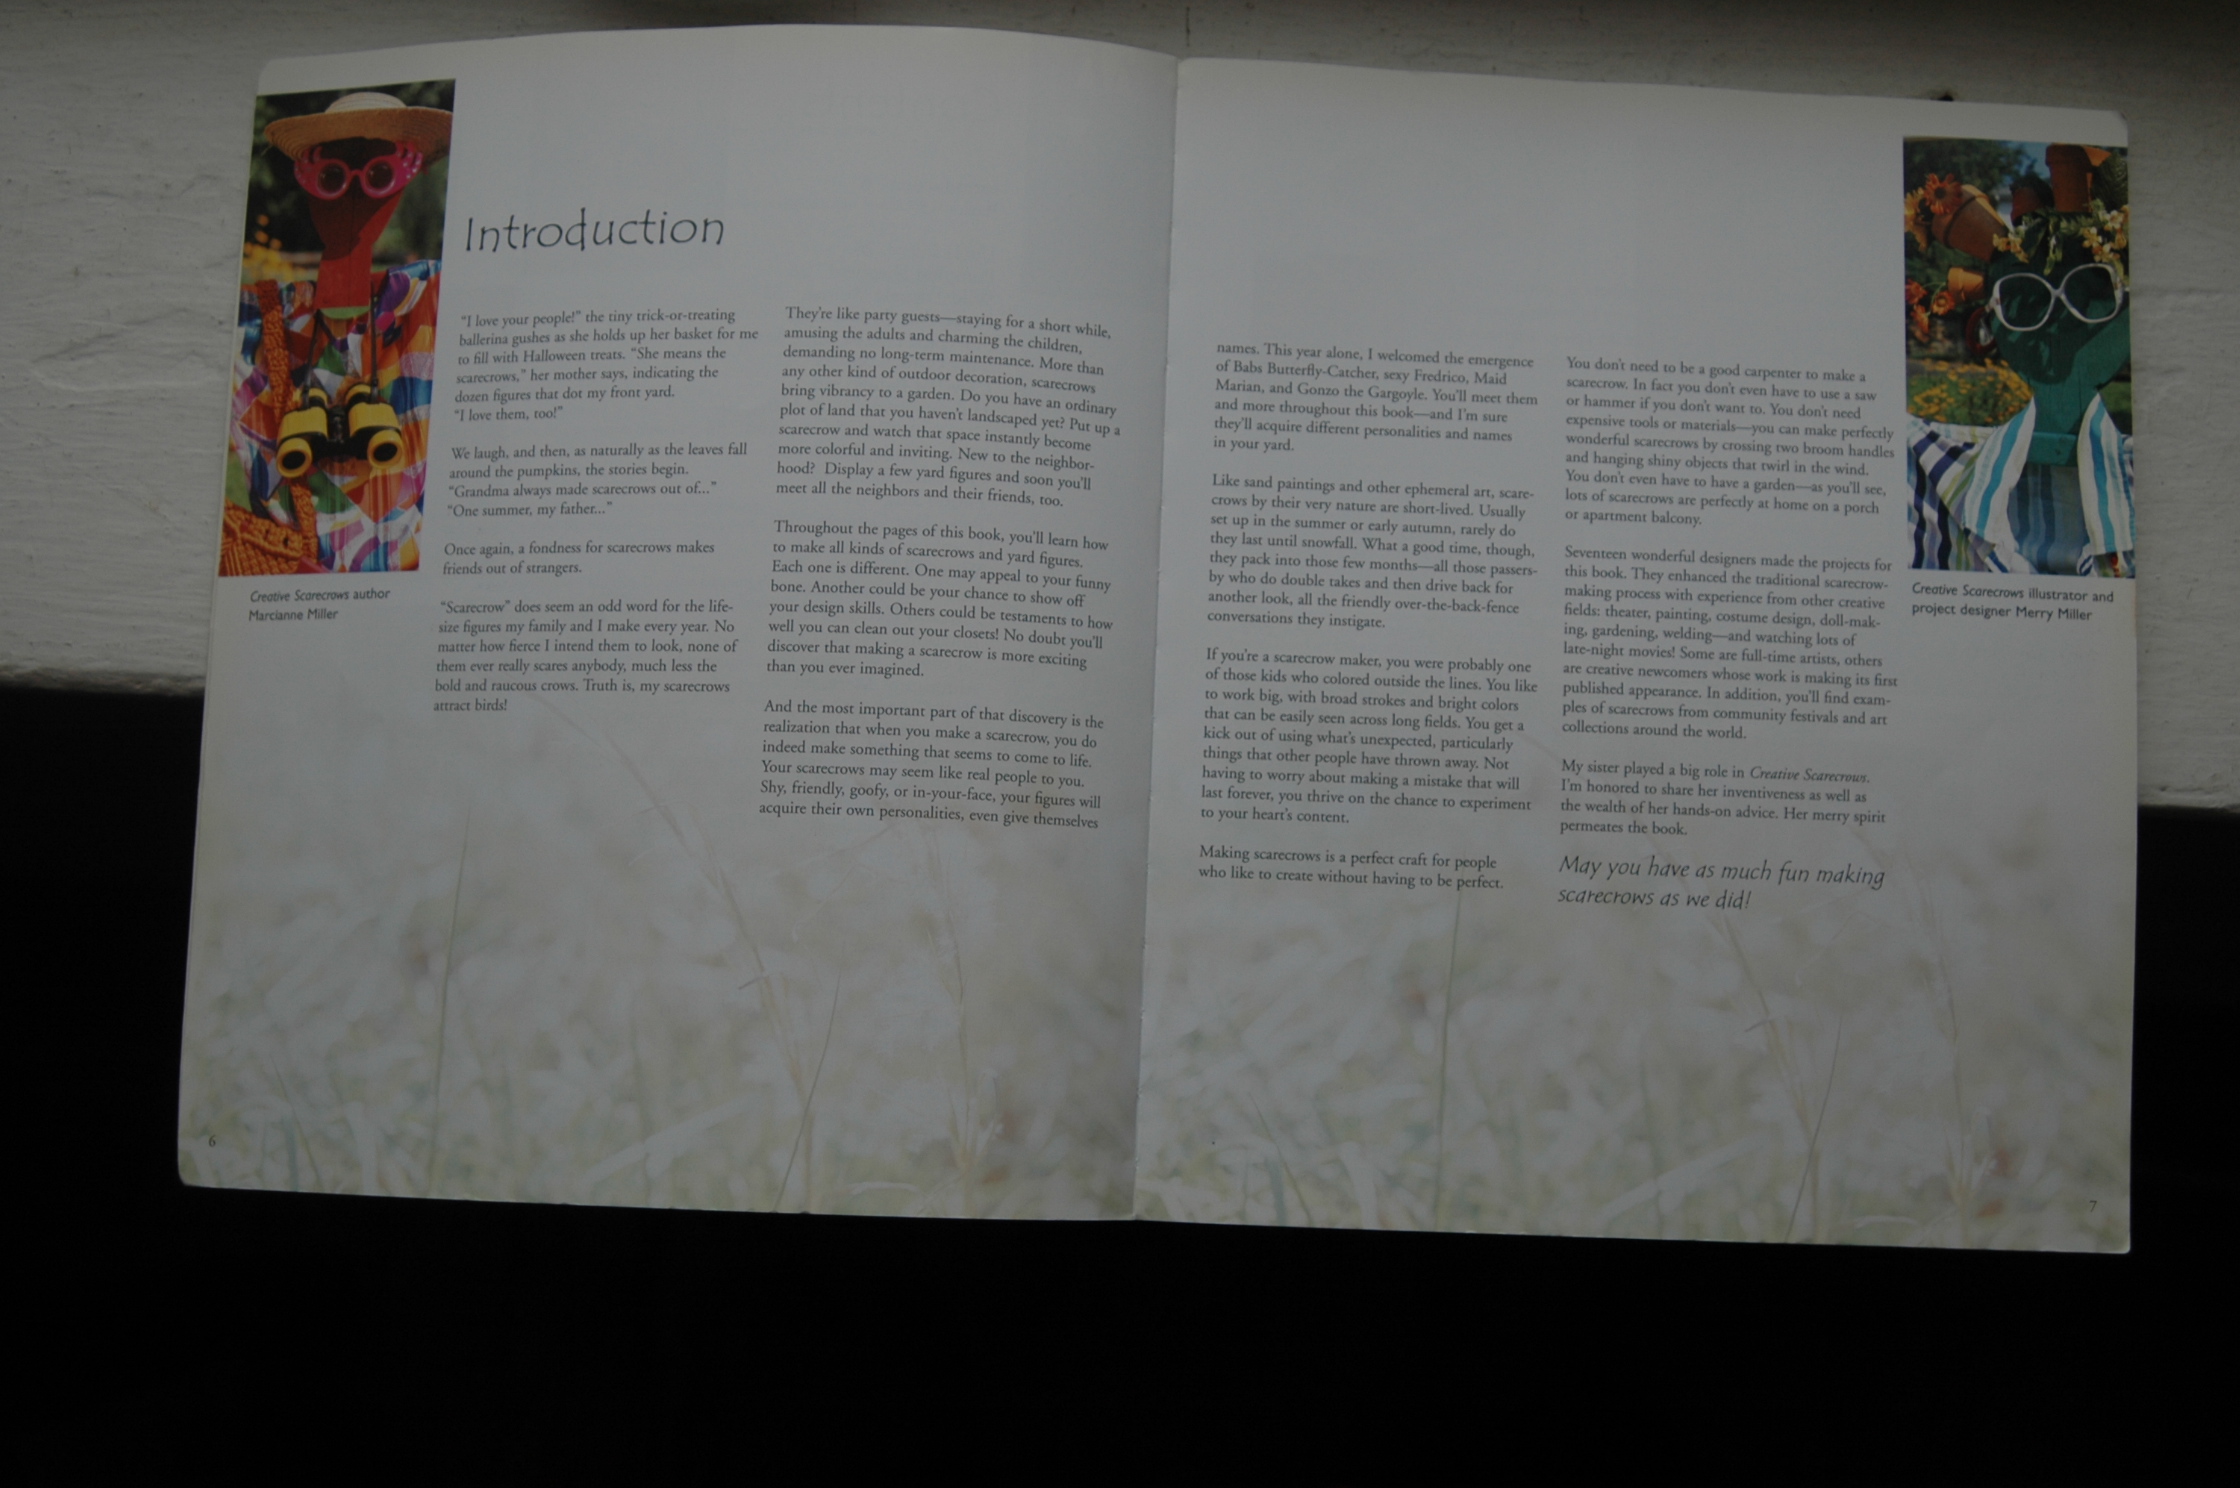 Introduction
"I love your people!" the tiny trick-or-treating
ballerina gushes as she holds up her basket for me
to fill with Halloween treats. "She means the
scarecrows," her mother says, indicating the
dozen figures that dot my front yard.
"I love them, too!"
We laugh, and then, as naturally as the leaves fall
around the pumpkins, the stories begin.
"Grandma always made scarecrows out of..."
"One summer, my father..."
Once again, a fondness for scarecrows makes
friends out of strangers.
"Scarecrow" does seem an odd word for the life-
size figures my family and I make every year. No
matter how fierce I intend them to look, none of
them ever really scares anybody, much less the
bold and raucous crows. Truth is, my scarecrows
attract birds!
Creative Scarecrows author
Marcianne Miller
They're like party guests—staying for a short while,
amusing the adults and charming the children,
demanding no long-term maintenance. More than
any other kind of outdoor decoration, scarecrows
bring vibrancy to a garden. Do you have an ordinary
plot of land that you haven't landscaped yet? Put up a
scarecrow and watch that space instantly become
more colorful and inviting. New to the neighbor-
hood? Display a few yard figures and soon you'll
meet all the neighbors and their friends, too.
Throughout the pages of this book, you'll learn how
to make all kinds of scarecrows and yard figures.
Each one is different. One may appeal to your funny
bone. Another could be your chance to show off
your design skills. Others could be testaments to how
well you can clean out your closets! No doubt you'll
discover that making a scarecrow is more exciting
than you ever imagined.
And the most important part of that discovery is the
realization that when you make a scarecrow, you do
indeed make something that seems to come to life.
Your scarecrows may seem like real people to you.
Shy, friendly, goofy, or in-your-face, your figures will
acquire their own personalities, even give themselves
6
names. This year alone, I welcomed the emergence
of Babs Butterfly-Catcher, sexy Fredrico, Maid
Marian, and Gonzo the Gargoyle. You'll meet them
and more throughout this book—and I'm sure
they'll acquire different personalities and names
in your yard.
Like sand paintings and other ephemeral art, scare-
crows by their very nature are short-lived. Usually
set up in the summer or early autumn, rarely do
they last until snowfall. What a good time, though,
they pack into those few months—all those passers-
by who do double takes and then drive back for
another look, all the friendly over-the-back-fence
conversations they instigate.
If you're a scarecrow maker, you were probably one
of those kids who colored outside the lines. You like
to work big, with broad strokes and bright colors
that can be easily seen across long fields. You get a
kick out of using what's unexpected, particularly
things that other people have thrown away. Not
having to worry about making a mistake that will
last forever, you thrive on the chance to experiment
to your heart's content.
Making scarecrows is a perfect craft for people
who like to create without having to be perfect.
You don't need to be a good carpenter to make a
scarecrow. In fact you don't even have to use a saw
or hammer if you don't want to. You don't need
expensive tools or materials—you can make perfectly
wonderful scarecrows by crossing two broom handles
and hanging shiny objects that twirl in the wind.
You don't even have to have a garden—as you'll see,
lots of scarecrows are perfectly at home on a porch
or apartment balcony.
Seventeen wonderful designers made the projects for
this book. They enhanced the traditional scarecrow-
making process with experience from other creative
fields: theater, painting, costume design, doll-mak-
ing, gardening, welding—and watching lots of
late-night movies! Some are full-time artists, others
are creative newcomers whose work is making its first
published appearance. In addition, you'll find exam-
ples of scarecrows from community festivals and art
collections around the world.
My sister played a big role in Creative Scarecrows.
I'm honored to share her inventiveness as well as
the wealth of her hands-on advice. Her merry spirit
permeates the book.
May you have as much fun making
scarecrows as we did!
Creative Scarecrows illustrator and
project designer Merry Miller
7